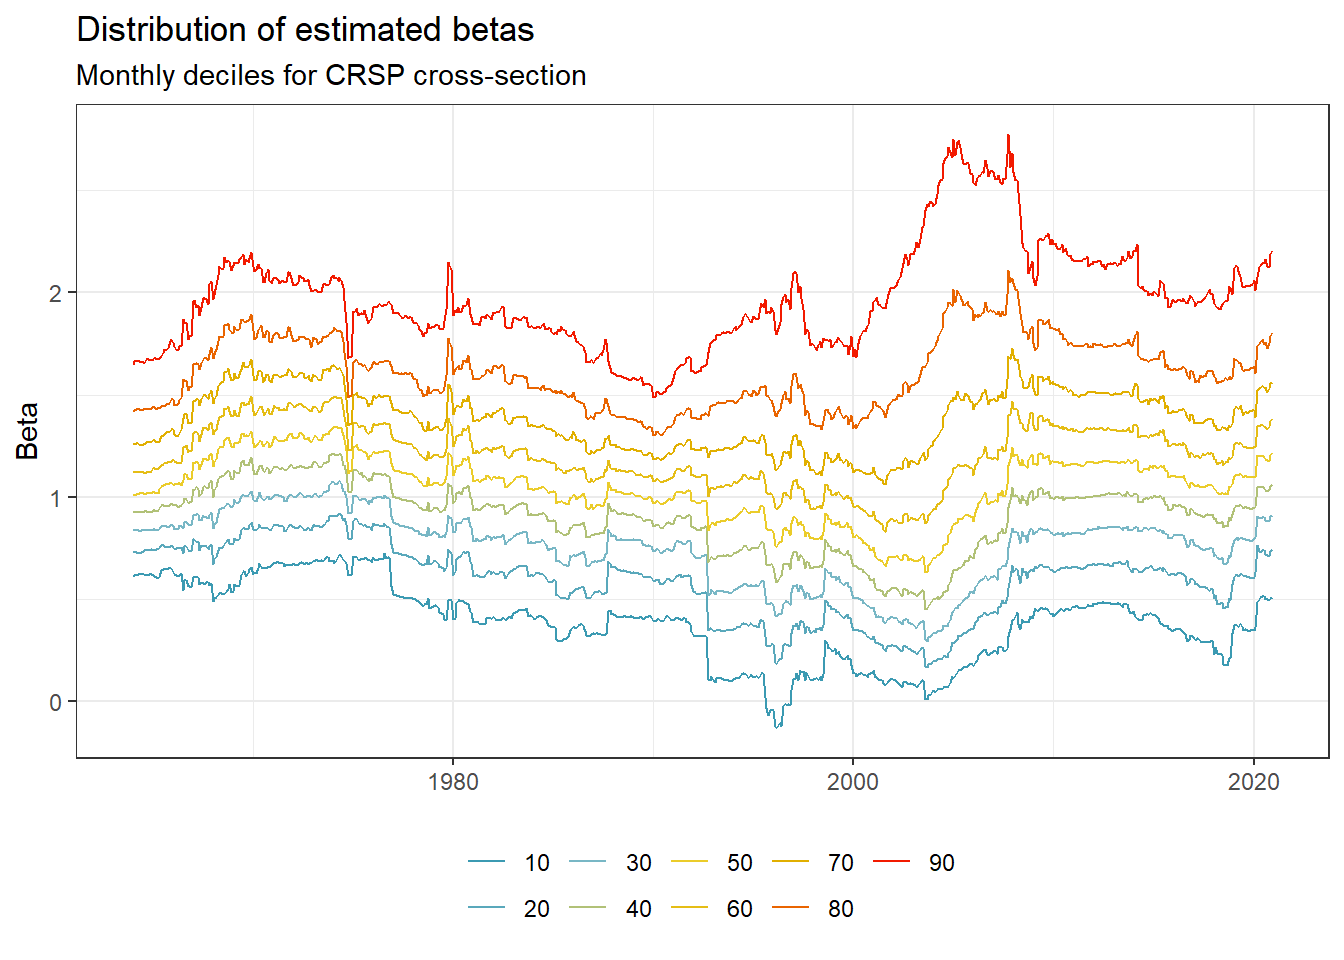 Distribution of estimated betas
Monthly deciles for CRSP cross-section
Beta
2
1
0
1980 2000 2020
10 30 50 70 90
20 40 60 80